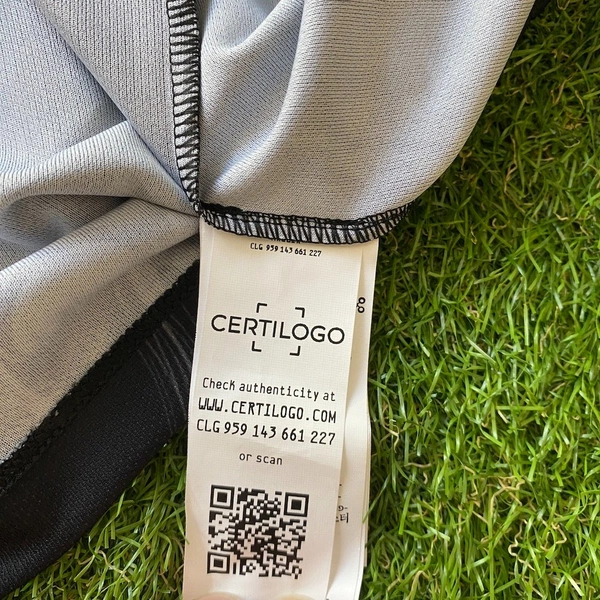 CLG 959 143 661 227
CERTILOGO
Check authenticity at
WWW.CERTILOGO.COM
CLG 959 143 661 227
or scan